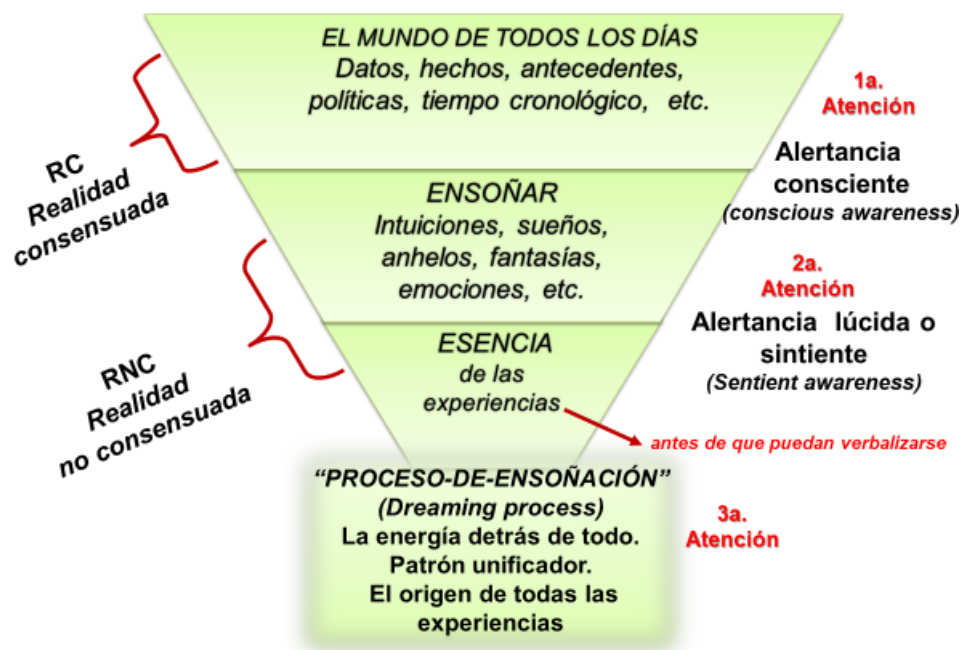 EL MUNDO DE TODOS LOS DÍAS
Datos, hechos, antecedentes,
políticas, tiempo cronológico, etc.
RC
Realidad
consensuada
1a.
Atención
Alertancia
consciente
(conscious awareness)
ENSOÑAR
Intuiciones, sueños,
anhelos, fantasías,
emociones, etc.
2a.
Atención
Alertancia lúcida o
sintiente
(Sentient awareness)
RNC
Realidad
no consensuada
ESENCIA
de las
experiencias
antes de que puedan verbalizarse
“PROCESO-DE-ENSOÑACIÓN”
(Dreaming process)
La energía detrás de todo.
Patrón unificador.
El origen de todas las
experiencias
3a.
Atención